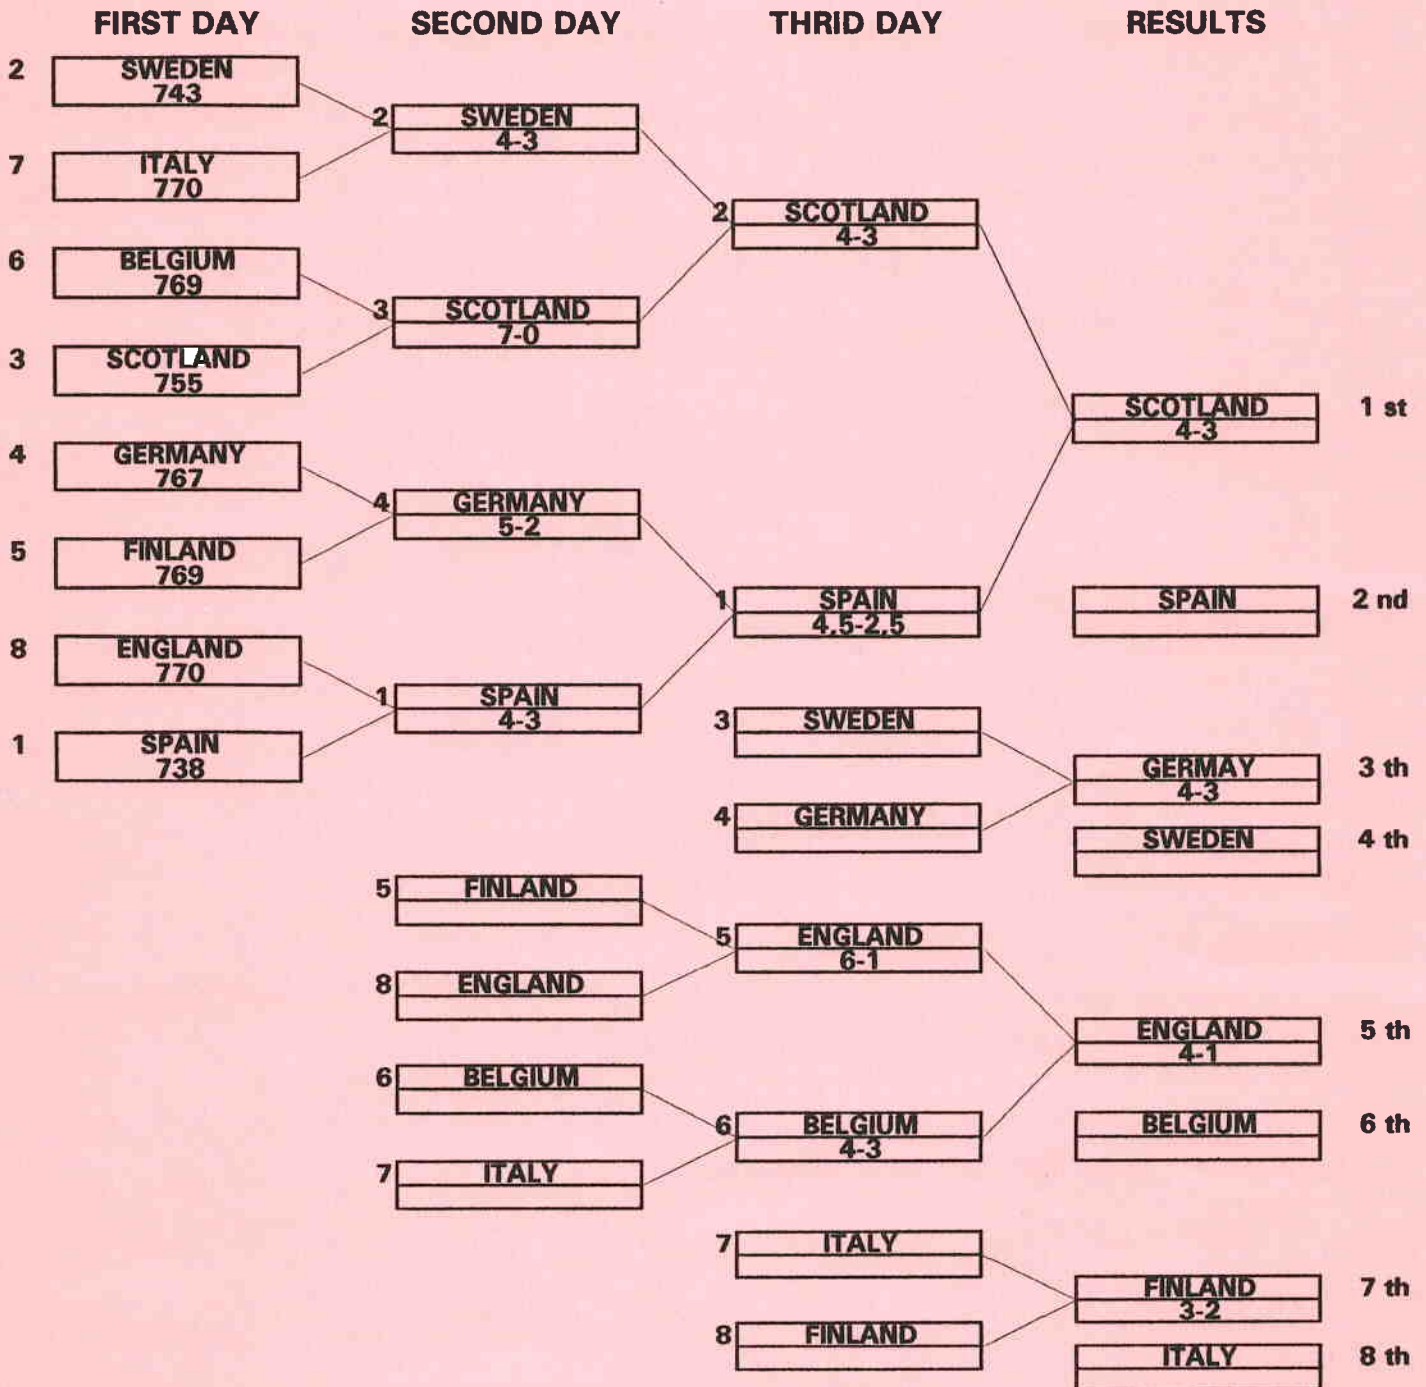 FIRST DAY SECOND DAY THRID DAY RESULTS
2 SWEDEN
743
7 ITALY
770
6 BELGIUM
769
3 SCOTLAND
755
4 GERMANY
767
5 FINLAND
769
8 ENGLAND
770
1 SPAIN
738
2 SWEDEN
4-3
3 SCOTLAND
7-0
4 GERMANY
5-2
1 SPAIN
4-3
5 FINLAND
8 ENGLAND
6 BELGIUM
7 ITALY
2 SCOTLAND
4-3
1 SPAIN
4,5-2,5
3 SWEDEN
4 GERMANY
5 ENGLAND
6-1
6 BELGIUM
4-3
7 ITALY
8 FINLAND
SCOTLAND 1 st
4-3
SPAIN 2 nd
GERMAY 3 th
4-3
SWEDEN 4 th
ENGLAND 5 th
4-1
BELGIUM 6 th
FINLAND 7 th
3-2
ITALY 8 th